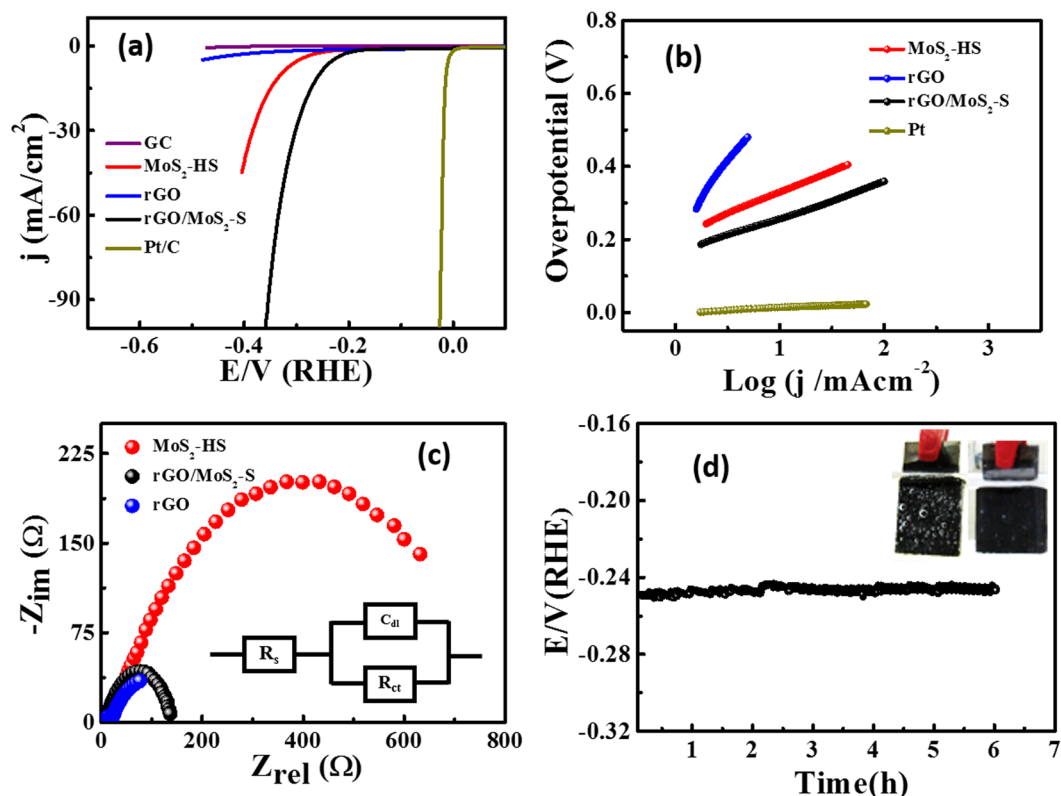 (a)
0
-30
-60
-90
j (mA/cm²)
GC
MoS₂-HS
rGO
rGO/MoS₂-S
Pt/C
-0.6
-0.4
-0.2
0.0
E/V (RHE)
(b)
0.8
0.6
0.4
0.2
0.0
Overpotential (V)
MoS₂-HS
rGO
rGO/MoS₂-S
Pt
0
1
2
3
Log (j /mAcm⁻²)
(c)
225
150
75
0
-Zim (Ω)
MoS₂-HS
rGO/MoS₂-S
rGO
Rs
Cdl
Rct
0
200
400
600
800
Zrel (Ω)
(d)
-0.16
-0.20
-0.24
-0.28
-0.32
E/V(RHE)
1
2
3
4
5
6
7
Time(h)